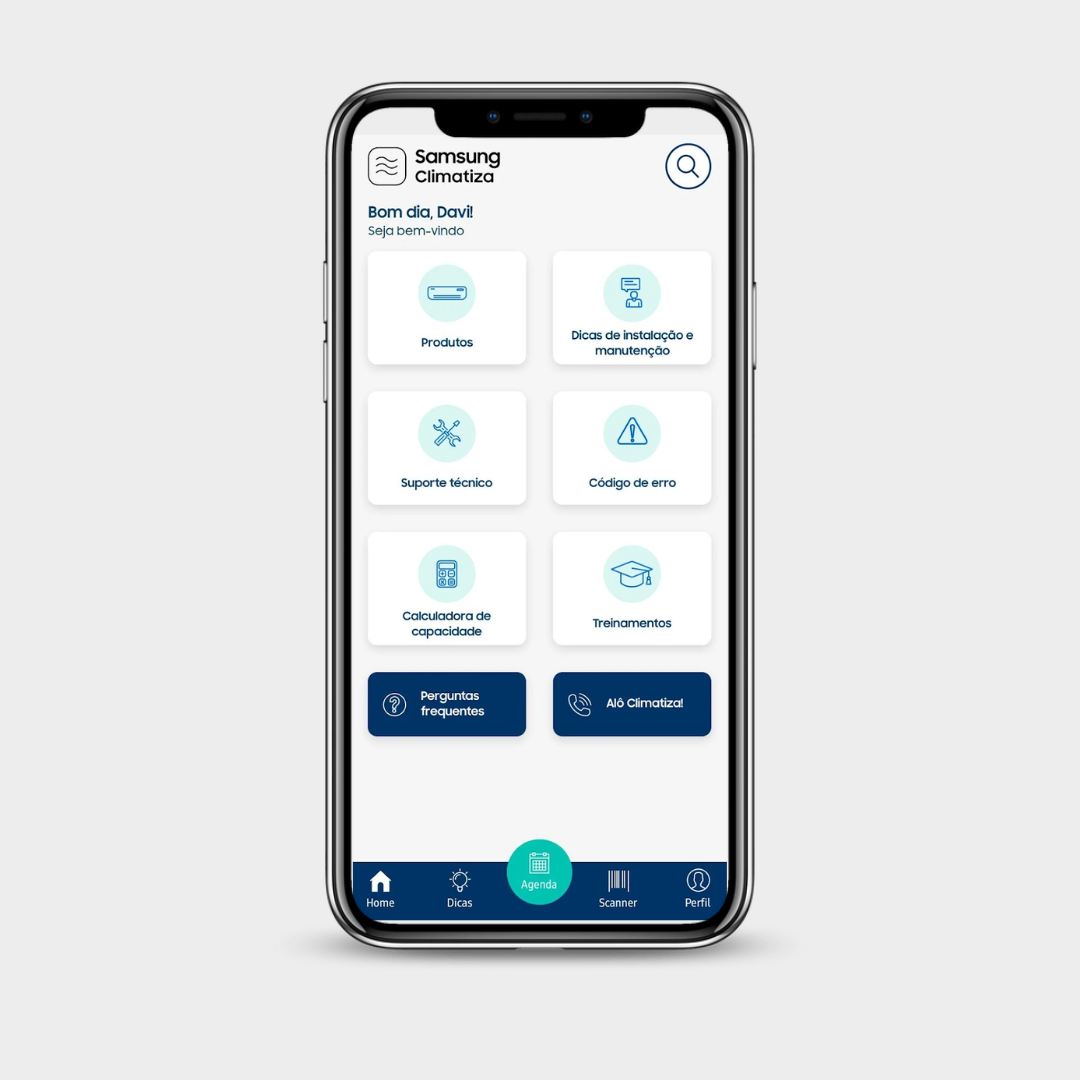 Samsung
Climatiza
Bom dia, Davi!
Seja bem-vindo
Produtos
Dicas de instalação e
manutenção
Suporte técnico
Código de erro
Calculadora de
capacidade
Treinamentos
Perguntas
frequentes
Alô Climatiza!
Home
Dicas
Agenda
Scanner
Perfil